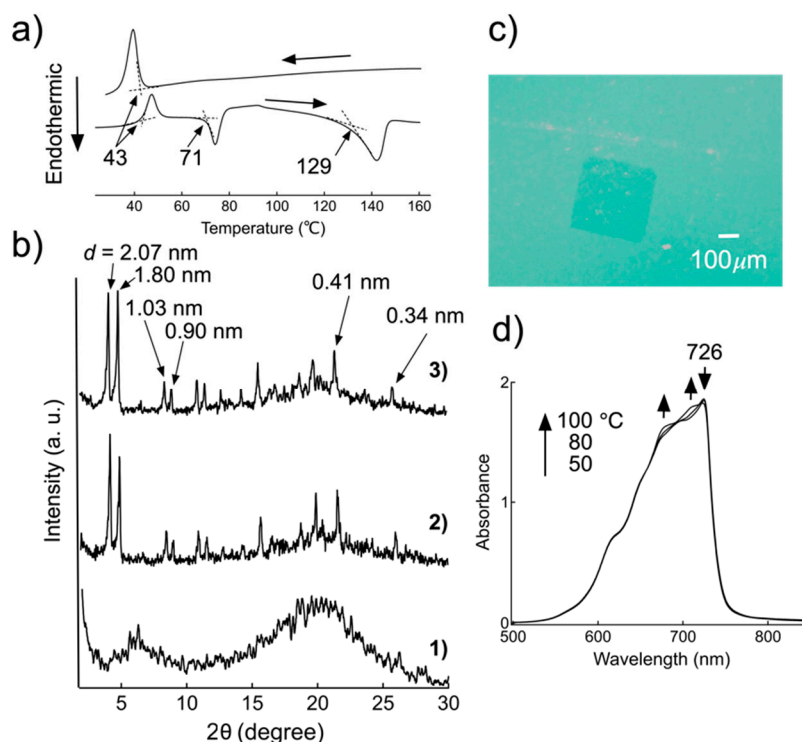 a)
Endothermic
43
71
129
40
60
80
100
120
140
160
Temperature (℃)
b)
d = 2.07 nm
1.80 nm
1.03 nm
0.90 nm
0.41 nm
0.34 nm
3)
2)
1)
Intensity (a. u.)
5
10
15
20
25
30
2θ (degree)
c)
100μm
d)
726
2
100 °C
80
50
1
0
Absorbance
500
600
700
800
Wavelength (nm)